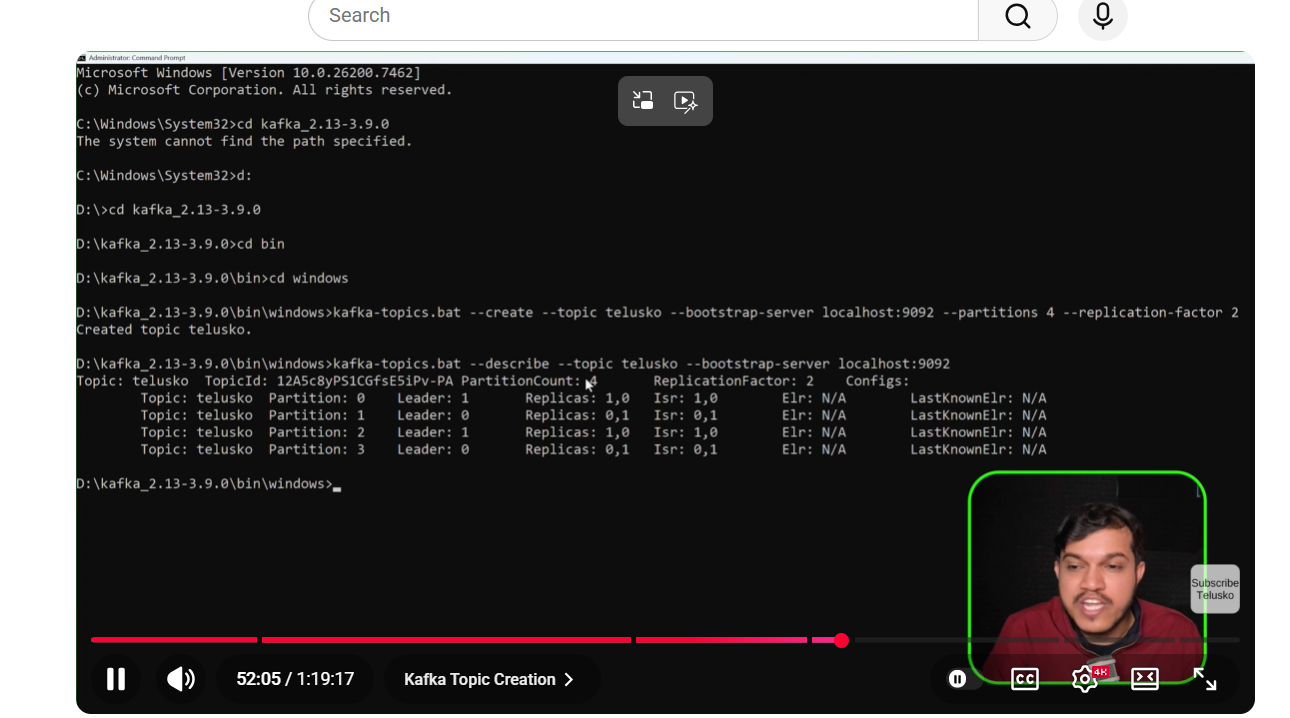 Search
Administrator: Command Prompt
Microsoft Windows [Version 10.0.26200.7462]
(c) Microsoft Corporation. All rights reserved.
C:\Windows\System32>cd kafka_2.13-3.9.0
The system cannot find the path specified.
C:\Windows\System32>d:
D:\>cd kafka_2.13-3.9.0
D:\kafka_2.13-3.9.0>cd bin
D:\kafka_2.13-3.9.0\bin>cd windows
D:\kafka_2.13-3.9.0\bin\windows>kafka-topics.bat --create --topic telusko --bootstrap-server localhost:9092 --partitions 4 --replication-factor 2
Created topic telusko.
D:\kafka_2.13-3.9.0\bin\windows>kafka-topics.bat --describe --topic telusko --bootstrap-server localhost:9092
Topic: telusko TopicId: 12A5c8yPS1CGfsE5iPv-PA PartitionCount: 4 ReplicationFactor: 2 Configs:
Topic: telusko Partition: 0 Leader: 1 Replicas: 1,0 Isr: 1,0 Elr: N/A LastKnownElr: N/A
Topic: telusko Partition: 1 Leader: 0 Replicas: 0,1 Isr: 0,1 Elr: N/A LastKnownElr: N/A
Topic: telusko Partition: 2 Leader: 1 Replicas: 1,0 Isr: 1,0 Elr: N/A LastKnownElr: N/A
Topic: telusko Partition: 3 Leader: 0 Replicas: 0,1 Isr: 0,1 Elr: N/A LastKnownElr: N/A
D:\kafka_2.13-3.9.0\bin\windows>
Subscribe
Telusko
52:05 / 1:19:17
Kafka Topic Creation
CC
4K